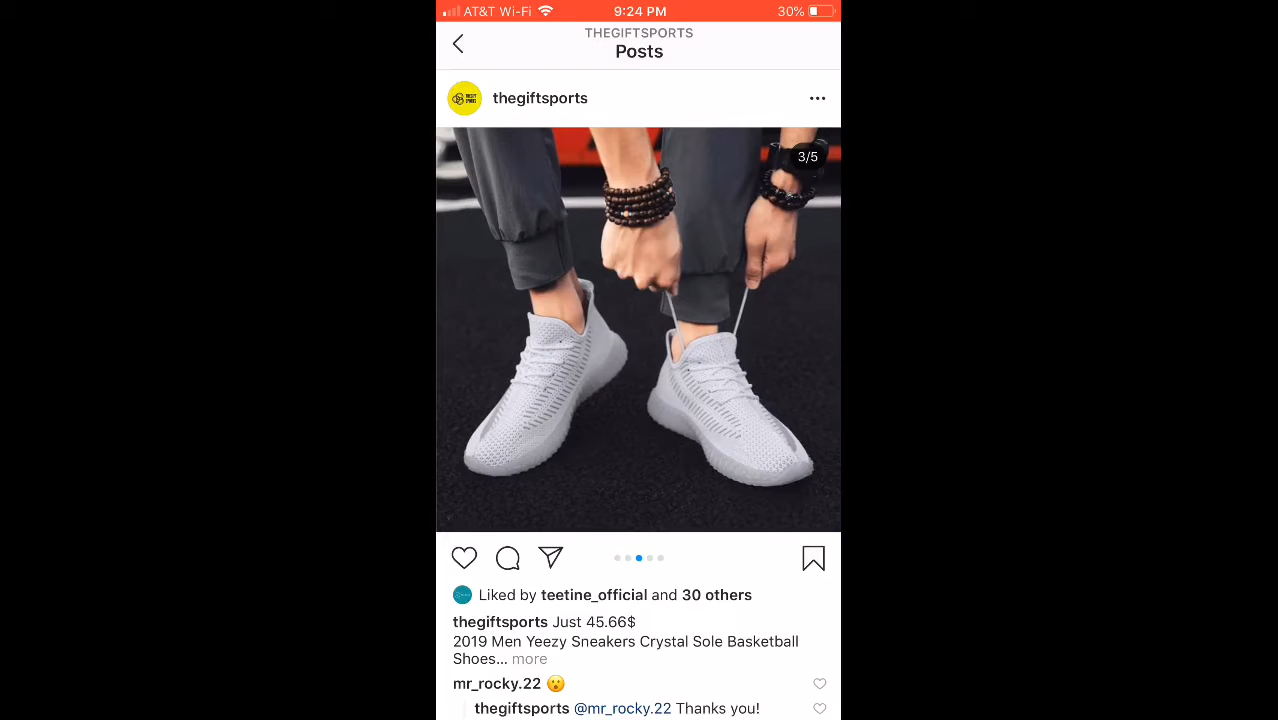 AT&T Wi-Fi 9:24 PM 30%
THEGIFTSPORTS
Posts
thegiftsports
3/5
Liked by teetine_official and 30 others
thegiftsports Just 45.66$
2019 Men Yeezy Sneakers Crystal Sole Basketball
Shoes... more
mr_rocky.22 😮
thegiftsports @mr_rocky.22 Thanks you!